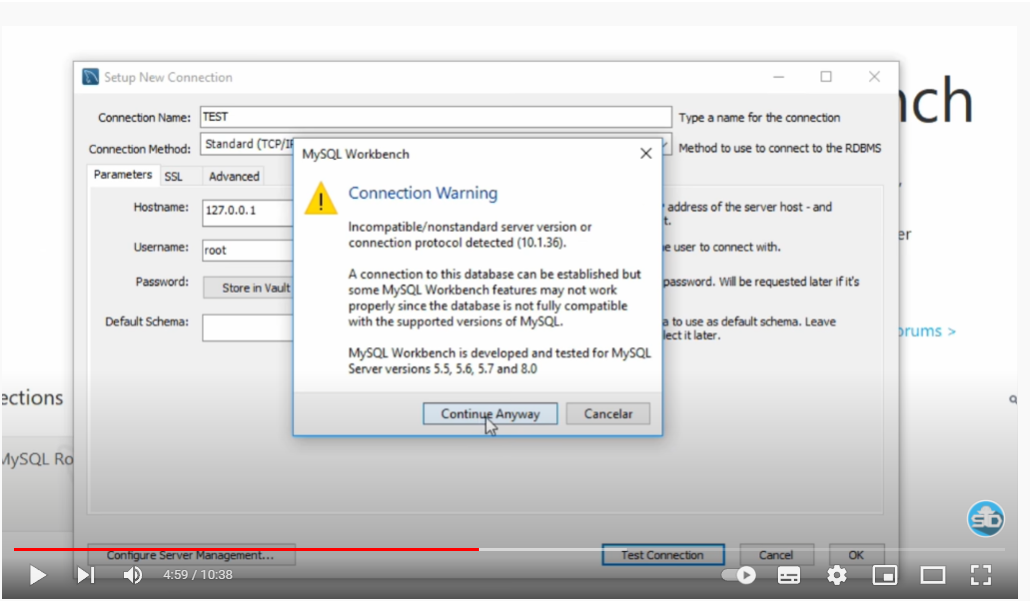 nch
Setup New Connection
Connection Name: TEST Type a name for the connection
Connection Method: Standard (TCP/IP Method to use to connect to the RDBMS
Parameters SSL Advanced
Hostname: 127.0.0.1 address of the server host - and
t.
Username: root e user to connect with.
Password: Store in Vault password. Will be requested later if it's
Default Schema: a to use as default schema. Leave
lect it later.
MySQL Workbench
Connection Warning
Incompatible/nonstandard server version or
connection protocol detected (10.1.36).
A connection to this database can be established but
some MySQL Workbench features may not work
properly since the database is not fully compatible
with the supported versions of MySQL.
MySQL Workbench is developed and tested for MySQL
Server versions 5.5, 5.6, 5.7 and 8.0
Continue Anyway Cancelar
er
orums >
ections
MySQL Ro
Configure Server Management... Test Connection Cancel OK
SD
4:59 / 10:38